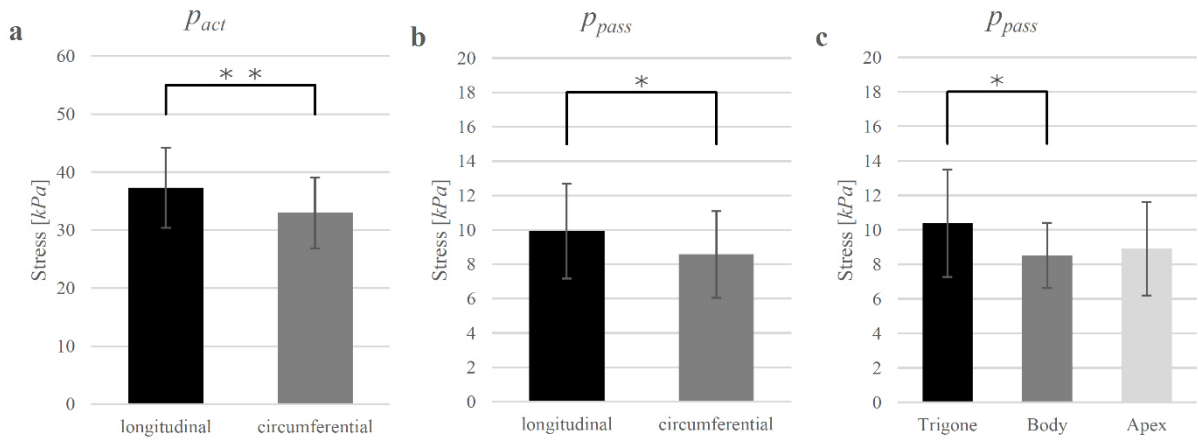 a
p_act
Stress [kPa]
60
50
40
30
20
10
0
* *
longitudinal circumferential
b
p_pass
Stress [kPa]
20
18
16
14
12
10
8
6
4
2
0
*
longitudinal circumferential
c
p_pass
Stress [kPa]
20
18
16
14
12
10
8
6
4
2
0
*
Trigone Body Apex